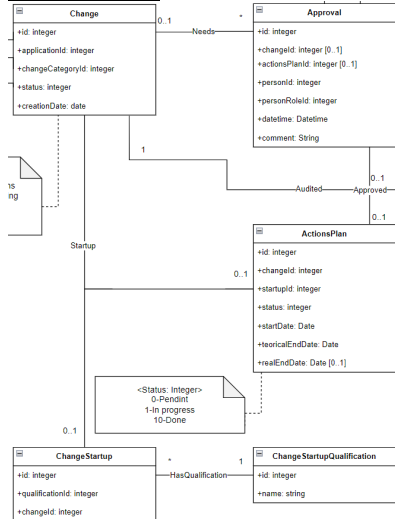 Change
+id: integer
+applicationId: integer
+changeCategoryId: integer
+status: integer
+creationDate: date
0..1
Needs
*
Approval
+id: integer
+changeId: integer [0..1]
+actionsPlanId: integer [0..1]
+personId: integer
+personRoleId: integer
+datetime: Datetime
+comment: String
1
Audited
0..1
Approved
0..1
Startup
0..1
ActionsPlan
+id: integer
+changeId: integer
+startupId: integer
+status: integer
+startDate: Date
+teoricalEndDate: Date
+realEndDate: Date [0..1]
<Status: Integer>
0-Pendint
1-In progress
10-Done
0..1
ChangeStartup
+id: integer
+qualificationId: integer
+changeId: integer
*
HasQualification
1
ChangeStartupQualification
+id: integer
+name: string